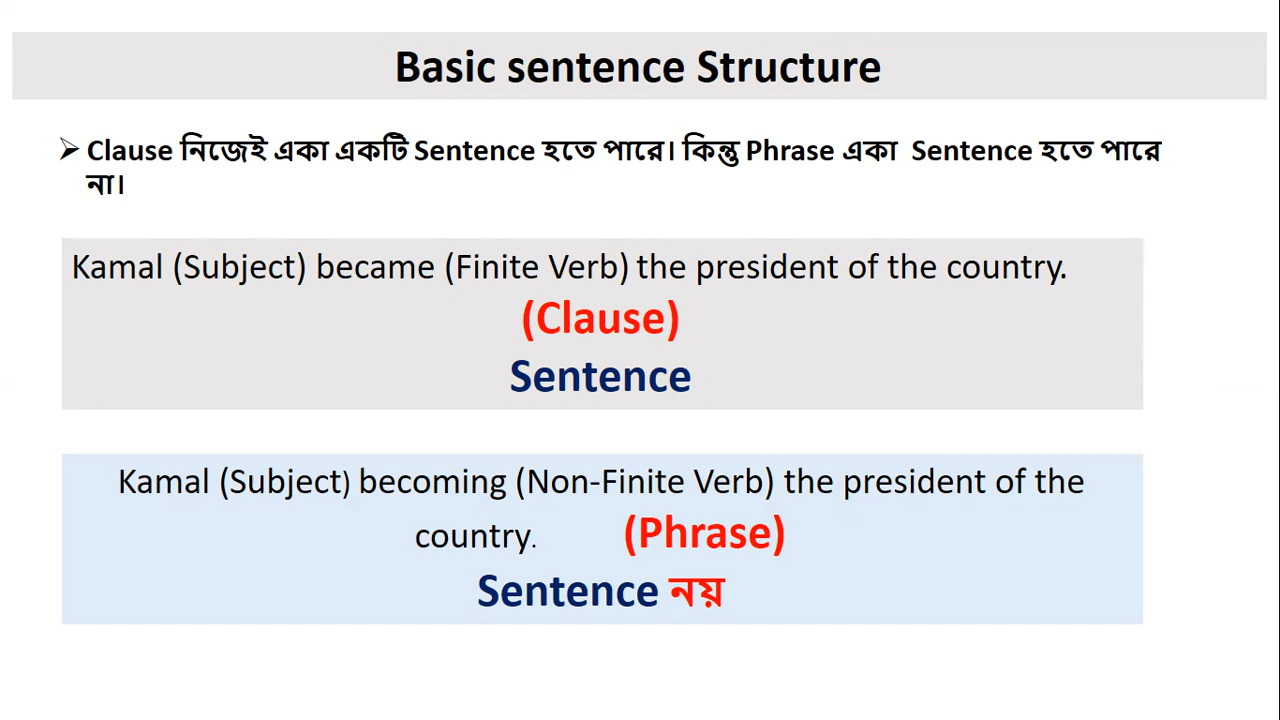 Basic sentence Structure
➢ Clause নিজেই একা একটি Sentence হতে পারে। কিন্তু Phrase একা Sentence হতে পারে
না।
Kamal (Subject) became (Finite Verb) the president of the country.
(Clause)
Sentence
Kamal (Subject) becoming (Non-Finite Verb) the president of the
country. (Phrase)
Sentence নয়